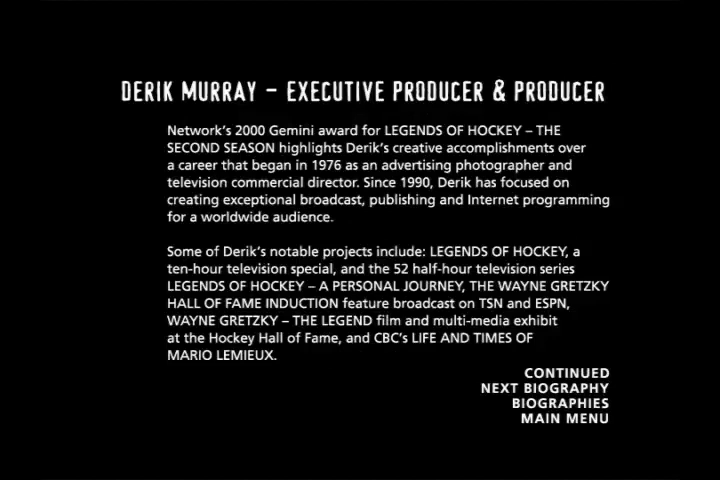 DERIK MURRAY – EXECUTIVE PRODUCER & PRODUCER
Network's 2000 Gemini award for LEGENDS OF HOCKEY – THE
SECOND SEASON highlights Derik's creative accomplishments over
a career that began in 1976 as an advertising photographer and
television commercial director. Since 1990, Derik has focused on
creating exceptional broadcast, publishing and Internet programming
for a worldwide audience.
Some of Derik's notable projects include: LEGENDS OF HOCKEY, a
ten-hour television special, and the 52 half-hour television series
LEGENDS OF HOCKEY – A PERSONAL JOURNEY, THE WAYNE GRETZKY
HALL OF FAME INDUCTION feature broadcast on TSN and ESPN,
WAYNE GRETZKY – THE LEGEND film and multi-media exhibit
at the Hockey Hall of Fame, and CBC's LIFE AND TIMES OF
MARIO LEMIEUX.
CONTINUED
NEXT BIOGRAPHY
BIOGRAPHIES
MAIN MENU